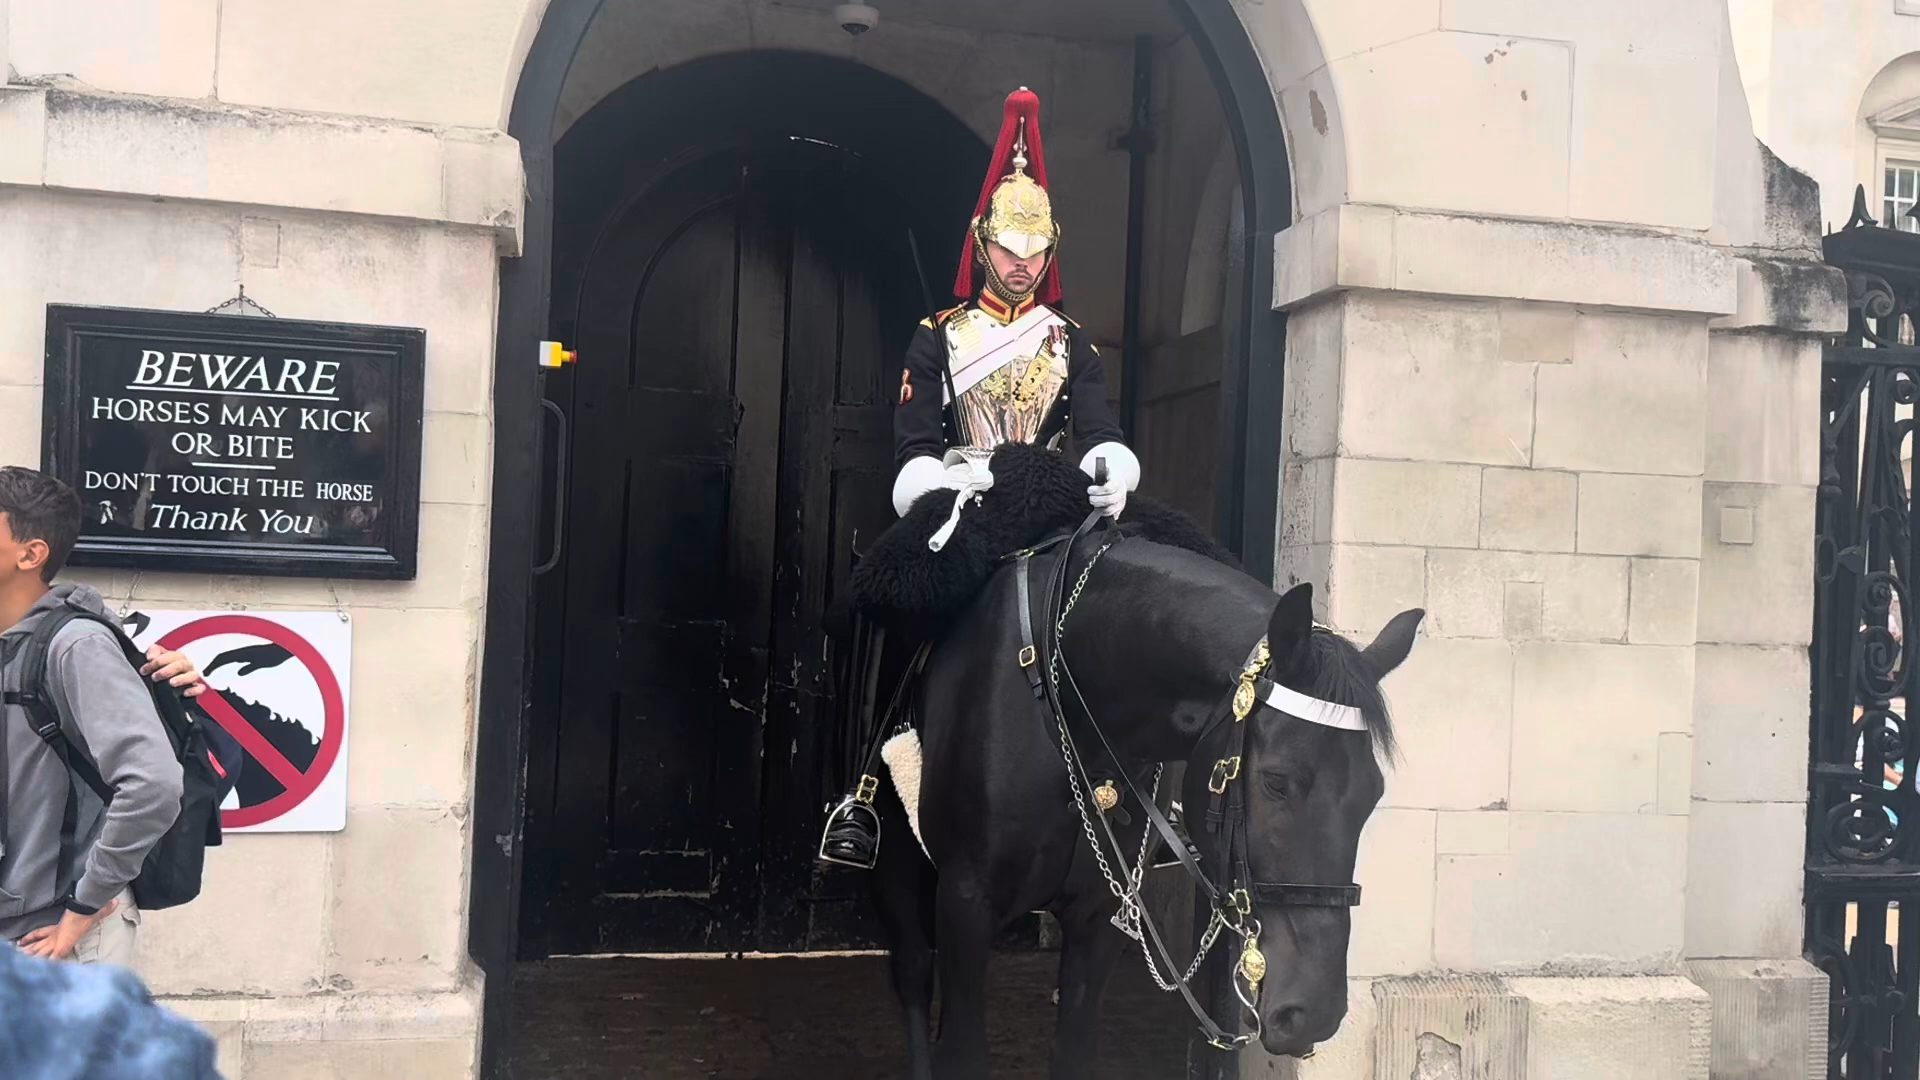 BEWARE
HORSES MAY KICK
OR BITE
DON'T TOUCH THE HORSE
Thank You